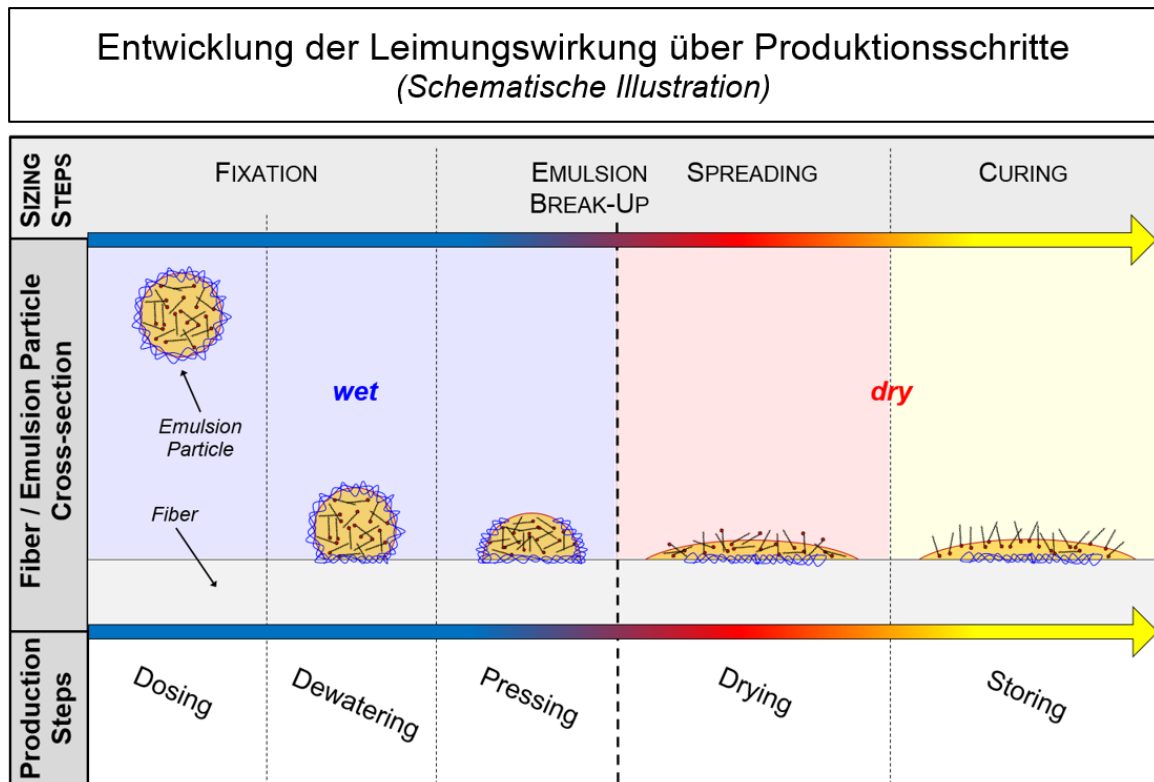 Entwicklung der Leimungswirkung über Produktionsschritte
(Schematische Illustration)
SIZING
STEPS
FIXATION
EMULSION
BREAK-UP
SPREADING
CURING
Fiber / Emulsion Particle
Cross-section
Emulsion
Particle
Fiber
wet
dry
Production
Steps
Dosing
Dewatering
Pressing
Drying
Storing